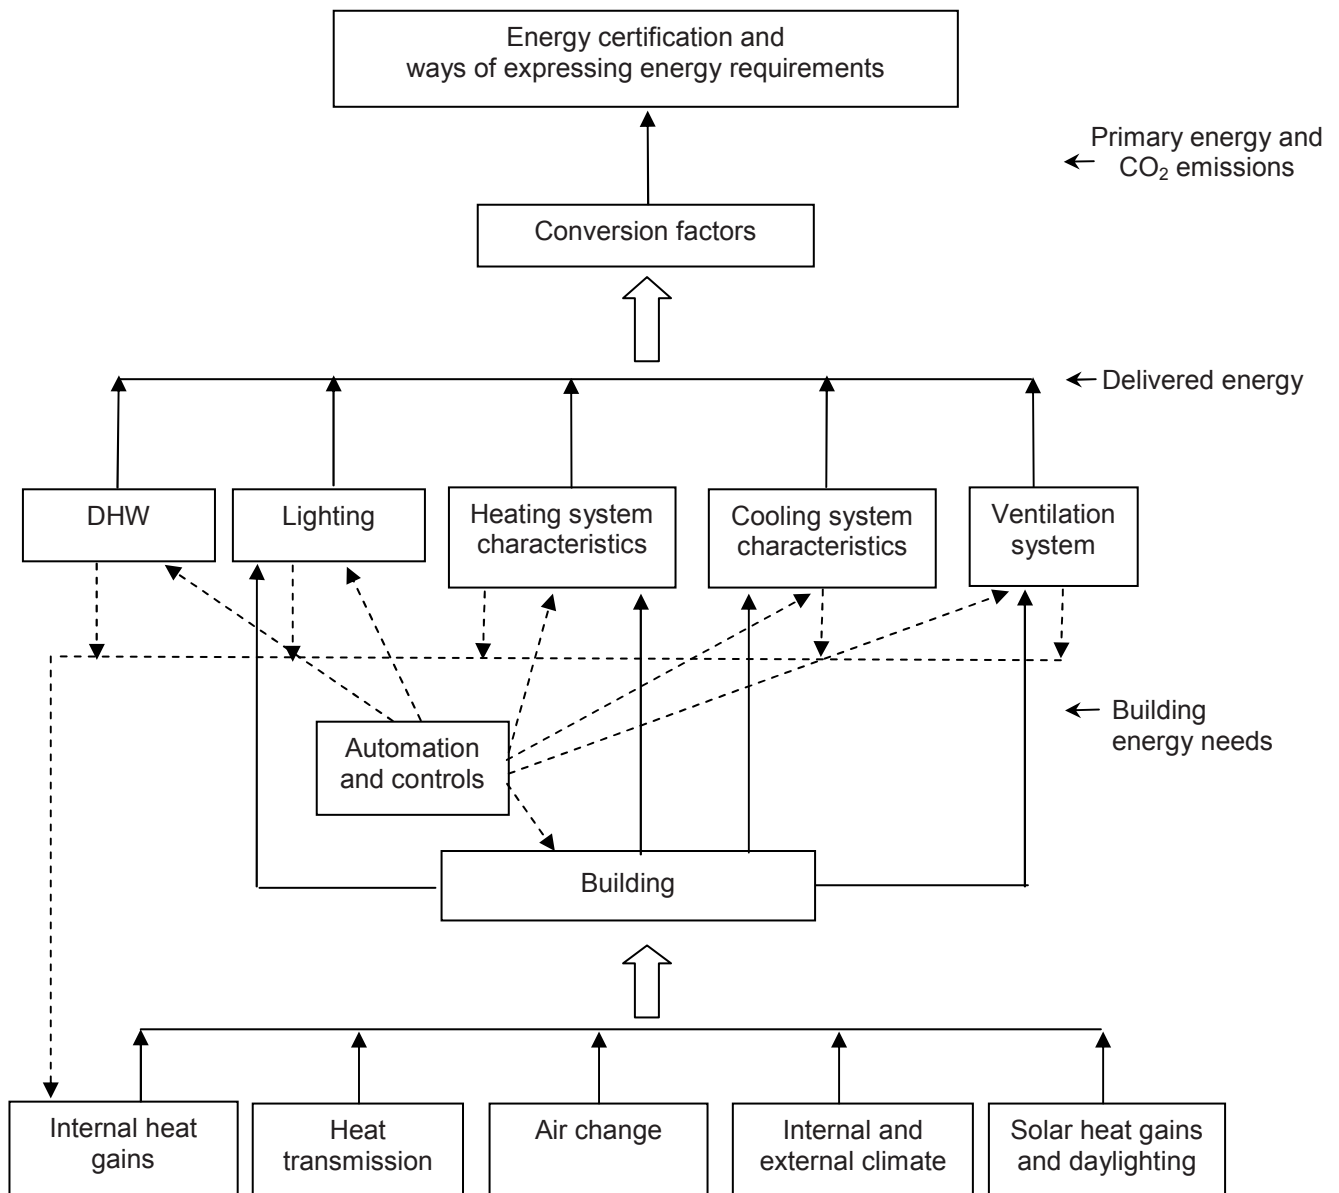 Energy certification and
ways of expressing energy requirements
Primary energy and
CO₂ emissions
Conversion factors
Delivered energy
DHW
Lighting
Heating system
characteristics
Cooling system
characteristics
Ventilation
system
Building
energy needs
Automation
and controls
Building
Internal heat
gains
Heat
transmission
Air change
Internal and
external climate
Solar heat gains
and daylighting